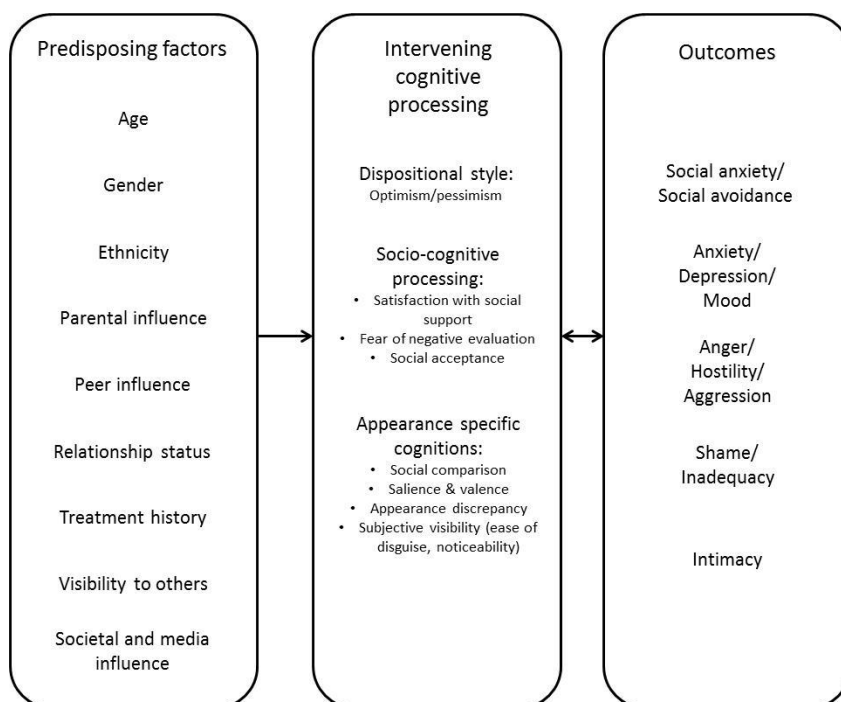 Predisposing factors
Age
Gender
Ethnicity
Parental influence
Peer influence
Relationship status
Treatment history
Visibility to others
Societal and media
influence
Intervening
cognitive
processing
Dispositional style:
Optimism/pessimism
Socio-cognitive
processing:
• Satisfaction with social
support
• Fear of negative evaluation
• Social acceptance
Appearance specific
cognitions:
• Social comparison
• Salience & valence
• Appearance discrepancy
• Subjective visibility (ease of
disguise, noticeability)
Outcomes
Social anxiety/
Social avoidance
Anxiety/
Depression/
Mood
Anger/
Hostility/
Aggression
Shame/
Inadequacy
Intimacy